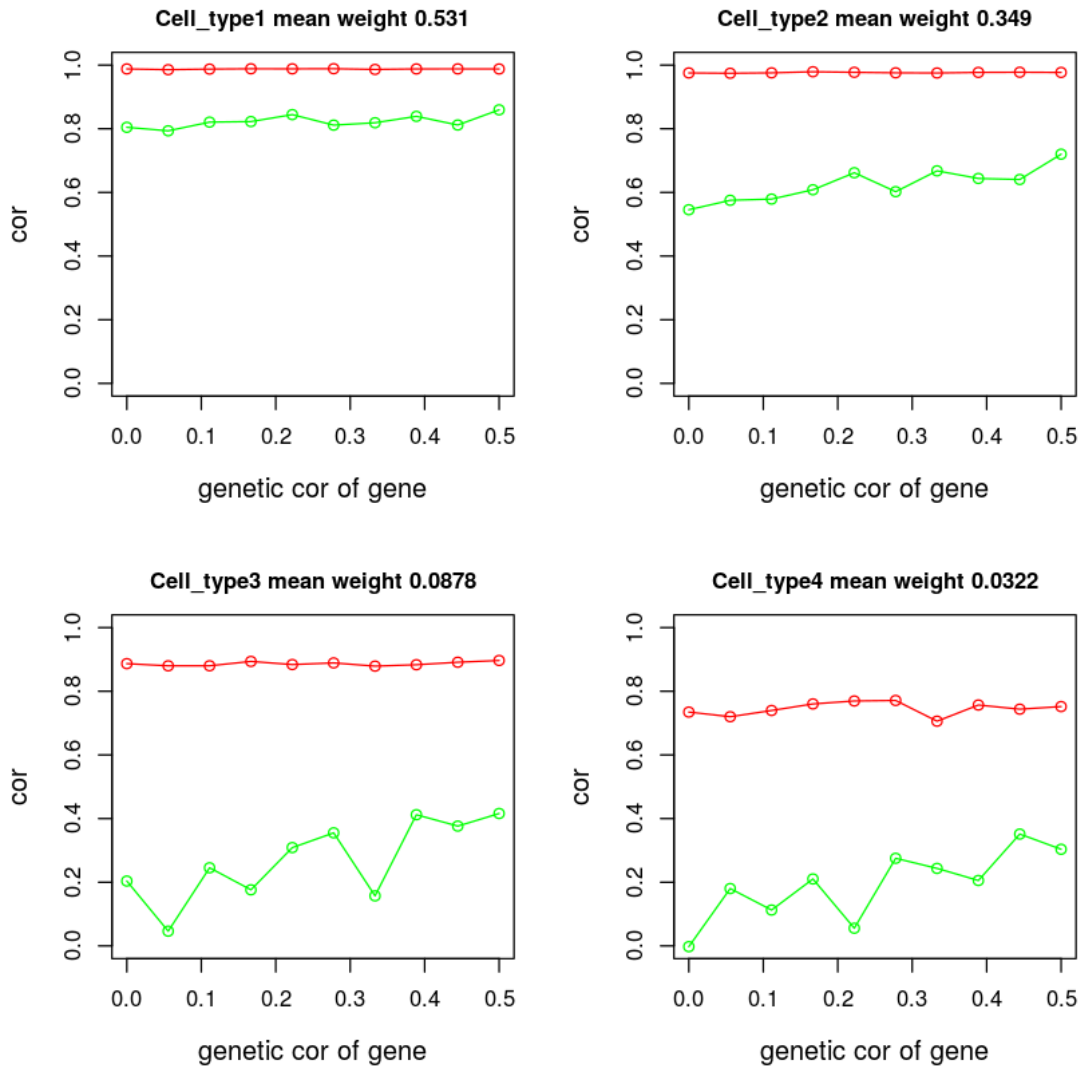 Cell_type1 mean weight 0.531
cor
1.0
0.8
0.6
0.4
0.2
0.0
0.0 0.1 0.2 0.3 0.4 0.5
genetic cor of gene
Cell_type2 mean weight 0.349
cor
1.0
0.8
0.6
0.4
0.2
0.0
0.0 0.1 0.2 0.3 0.4 0.5
genetic cor of gene
Cell_type3 mean weight 0.0878
cor
1.0
0.8
0.6
0.4
0.2
0.0
0.0 0.1 0.2 0.3 0.4 0.5
genetic cor of gene
Cell_type4 mean weight 0.0322
cor
1.0
0.8
0.6
0.4
0.2
0.0
0.0 0.1 0.2 0.3 0.4 0.5
genetic cor of gene